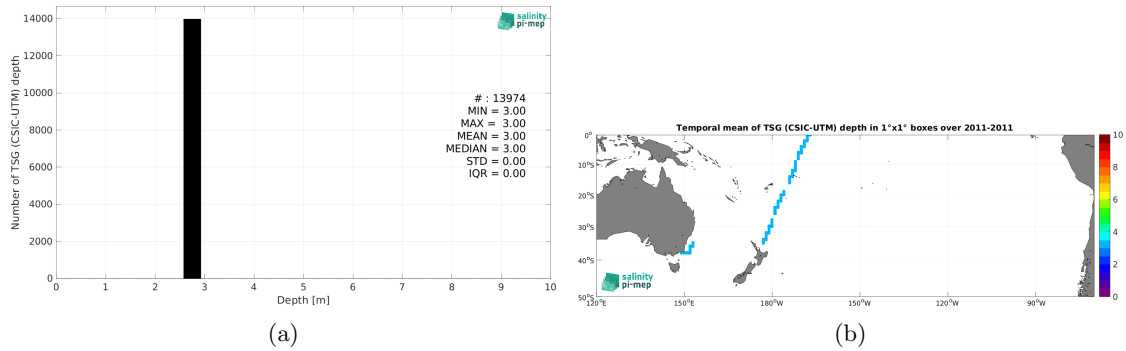 14000
12000
10000
8000
6000
4000
2000
0
Number of TSG (CSIC-UTM) depth
salinity
pi-mep
# : 13974
MIN = 3.00
MAX = 3.00
MEAN = 3.00
MEDIAN = 3.00
STD = 0.00
IQR = 0.00
0 1 2 3 4 5 6 7 8 9 10
Depth [m]
(a)
Temporal mean of TSG (CSIC-UTM) depth in 1°x1° boxes over 2011-2011
0°
10°S
20°S
30°S
40°S
50°S
salinity
pi-mep
120°E 150°E 180°W 150°W 120°W 90°W
10
8
6
4
2
0
(b)